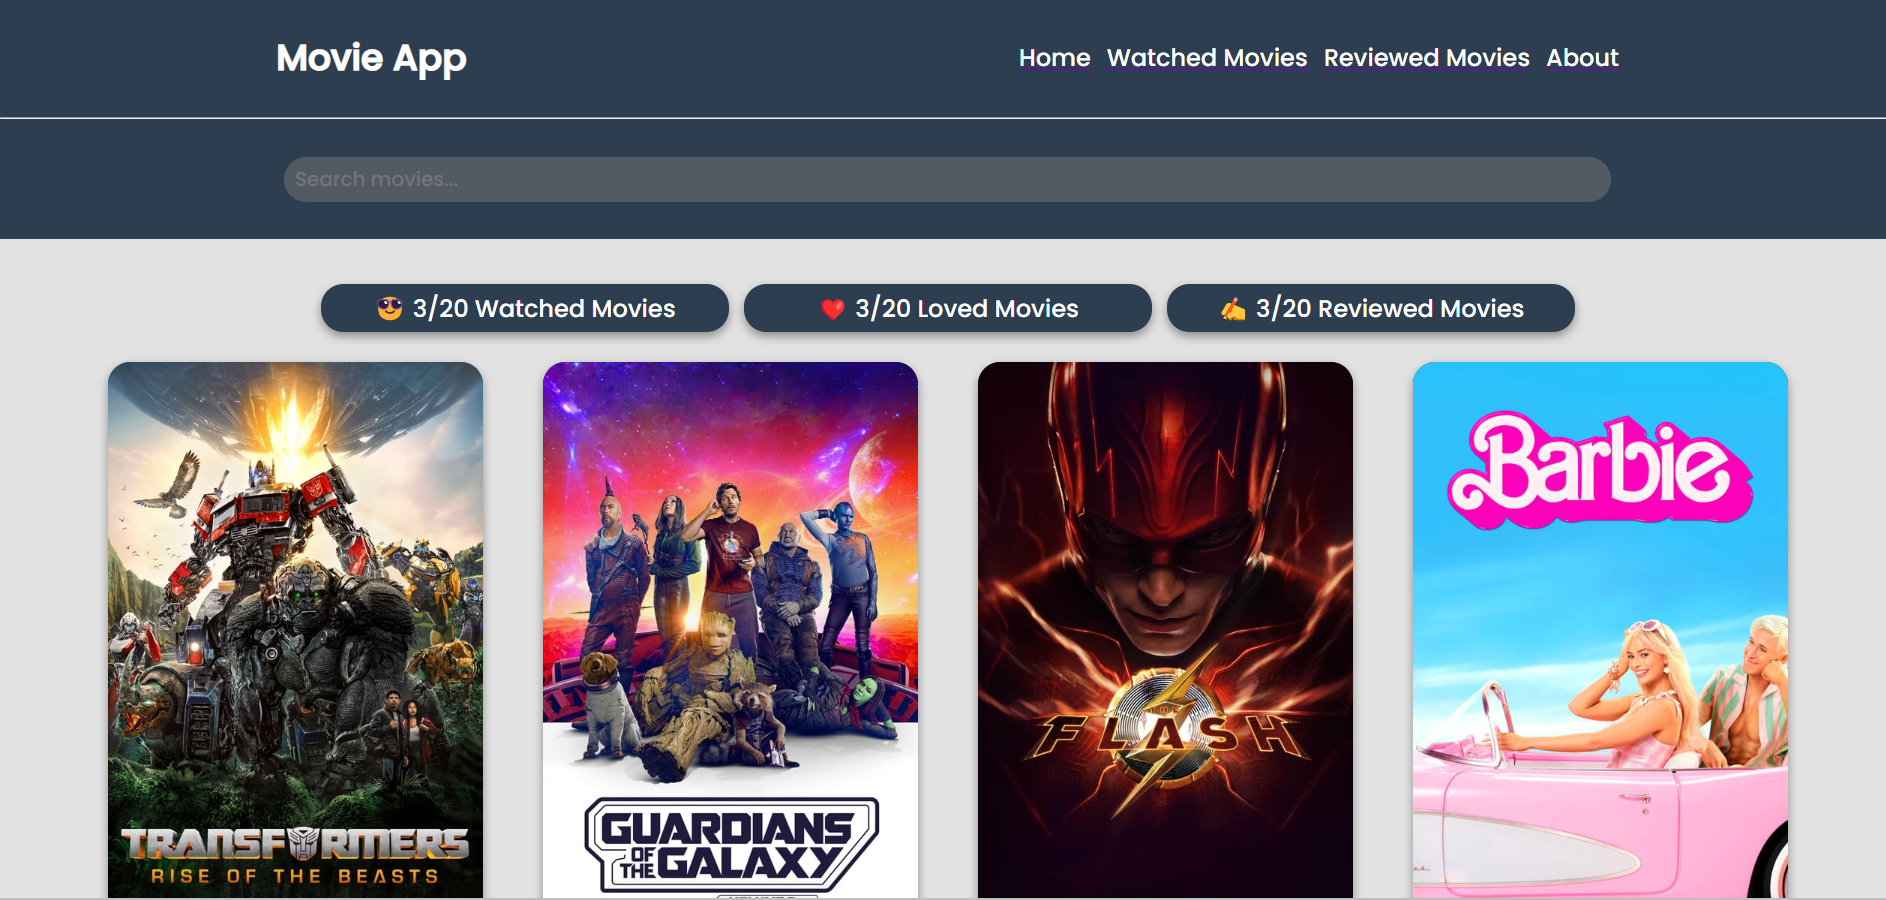 Movie App
Home Watched Movies Reviewed Movies About
Search movies...
😎 3/20 Watched Movies
❤️ 3/20 Loved Movies
✍️ 3/20 Reviewed Movies
TRANSFORMERS
RISE OF THE BEASTS
GUARDIANS
OF THE GALAXY
THE
FLASH
Barbie